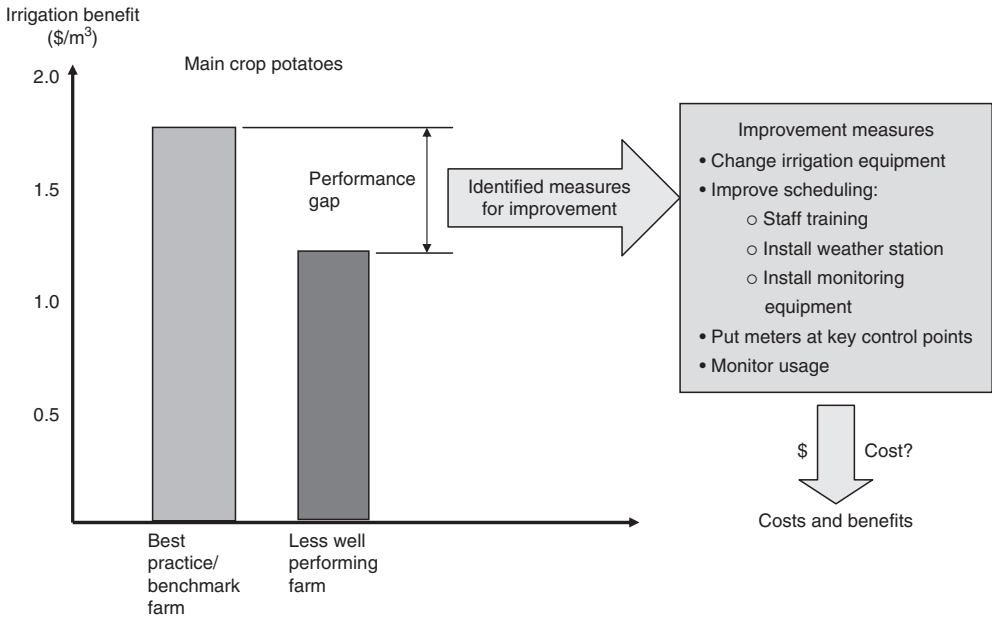 Irrigation benefit
($/m³)
Main crop potatoes
2.0
1.5
1.0
0.5
Performance
gap
Identified measures
for improvement
Improvement measures
• Change irrigation equipment
• Improve scheduling:
○ Staff training
○ Install weather station
○ Install monitoring
equipment
• Put meters at key control points
• Monitor usage
$ Cost?
Costs and benefits
Best
practice/
benchmark
farm
Less well
performing
farm